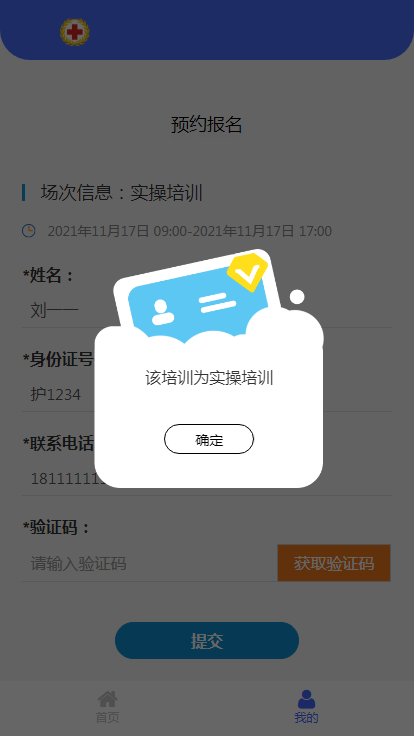 预约报名
场次信息：实操培训
2021年11月17日 09:00-2021年11月17日 17:00
*姓名：
刘一一
*身份证号
护1234
*联系电话
1811111
该培训为实操培训
确定
*验证码：
请输入验证码
获取验证码
提交
首页
我的